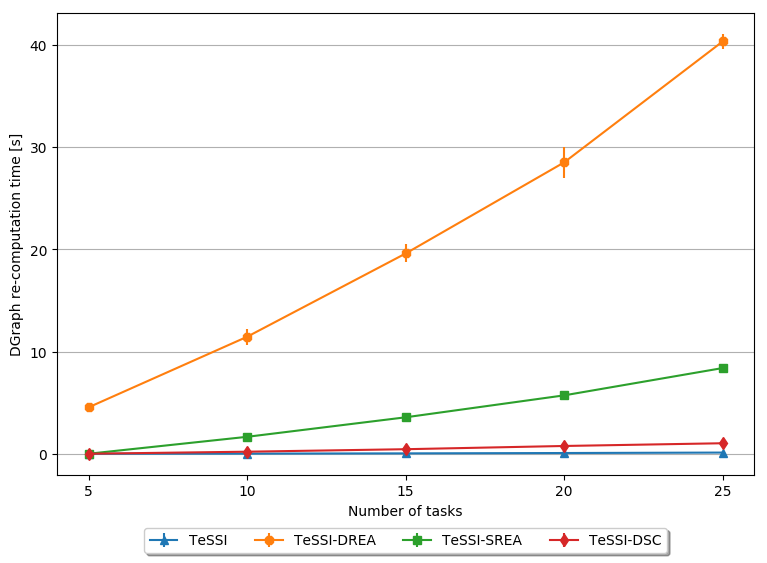 DGraph re-computation time [s]
40
30
20
10
0
5 10 15 20 25
Number of tasks
TeSSI TeSSI-DREA TeSSI-SREA TeSSI-DSC